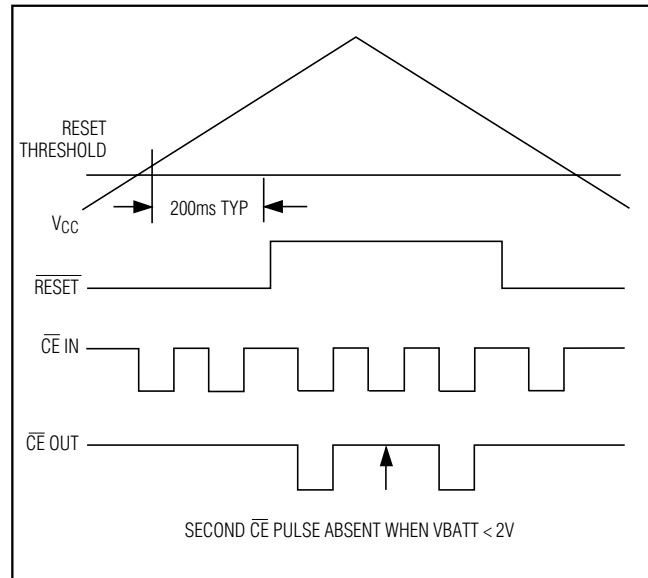 RESET
THRESHOLD
VCC
200ms TYP
RESET
CE IN
CE OUT
SECOND CE PULSE ABSENT WHEN VBATT < 2V